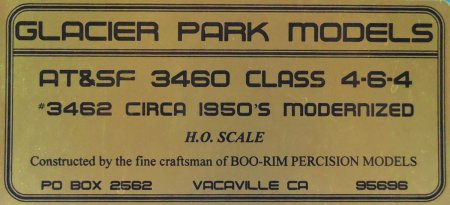 GLACIER PARK MODELS
AT&SF 3460 CLASS 4-6-4
#3462 CIRCA 1950'S MODERNIZED
H.O. SCALE
Constructed by the fine craftsman of BOO-RIM PERCISION MODELS
PO BOX 2562 VACAVILLE CA 95696